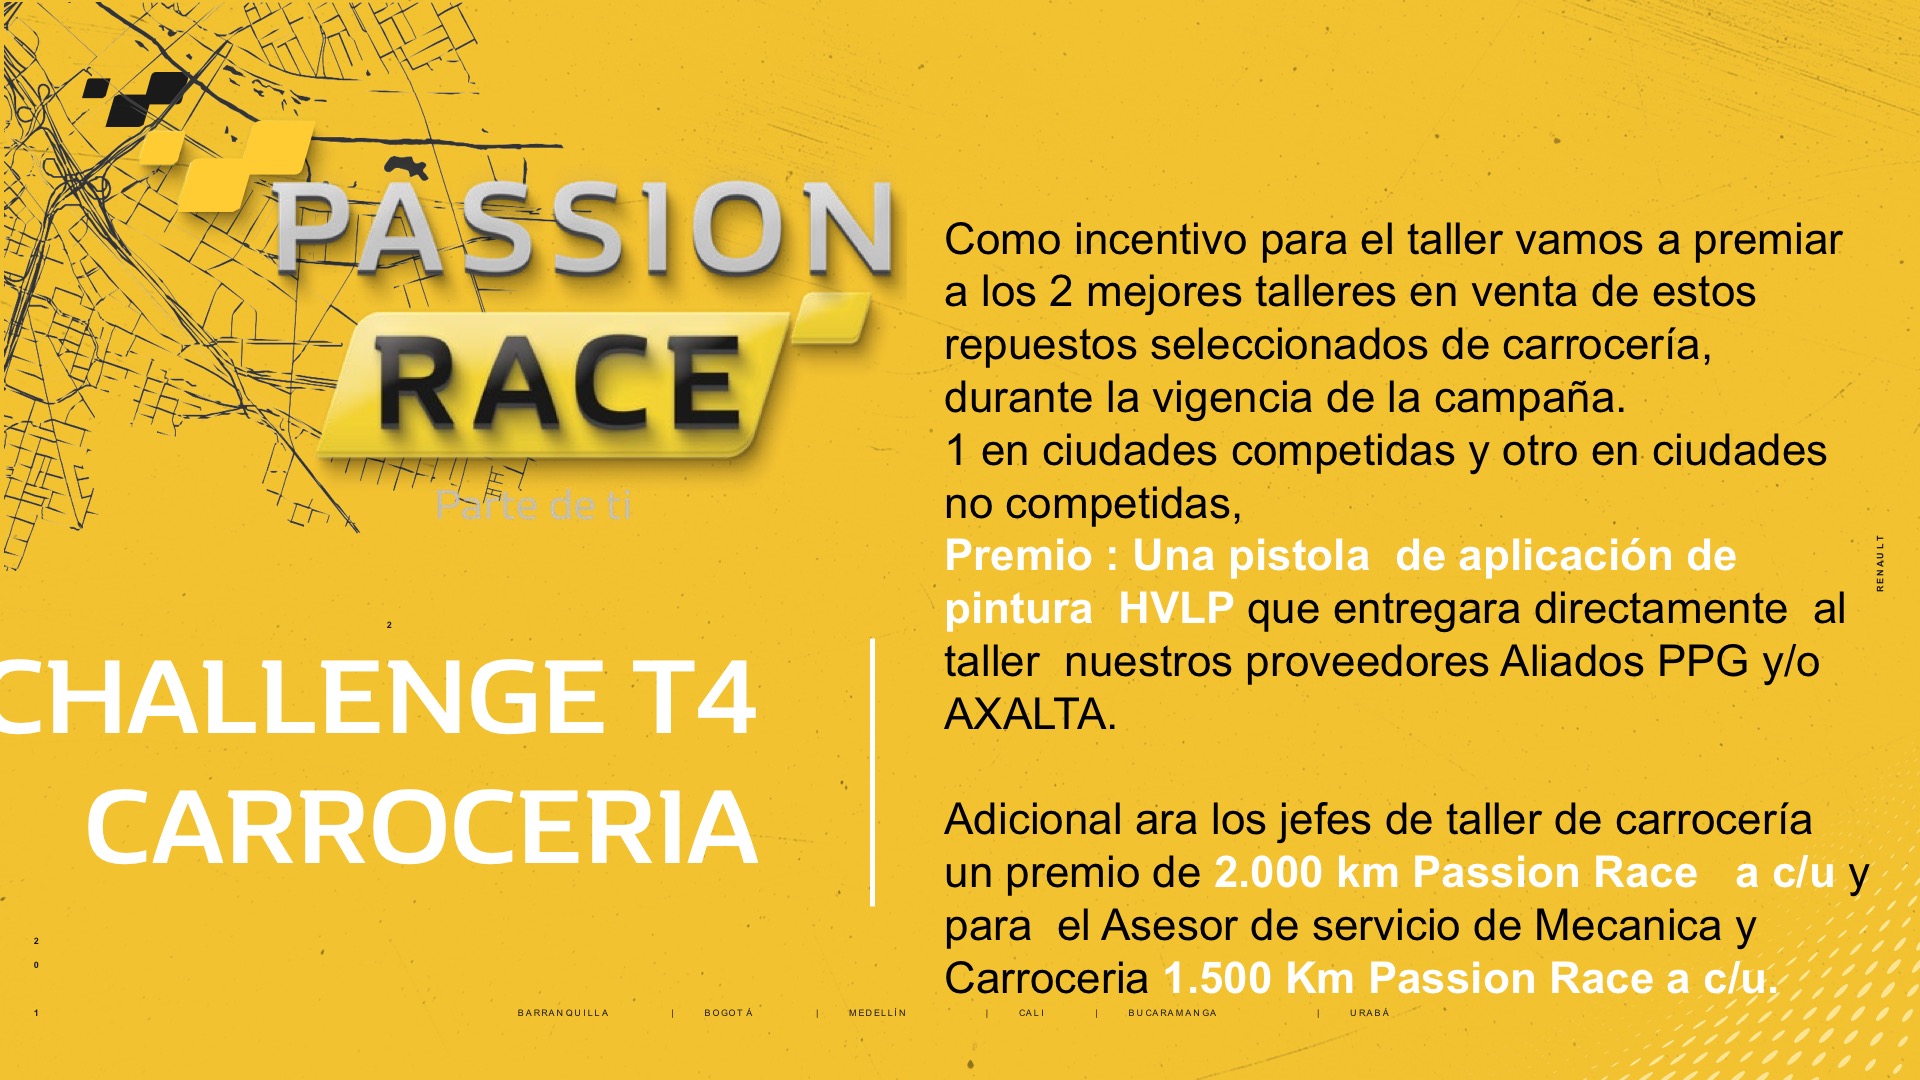 PASSION
RACE
Parte de ti
2
CHALLENGE T4
CARROCERIA
Como incentivo para el taller vamos a premiar
a los 2 mejores talleres en venta de estos
repuestos seleccionados de carrocería,
durante la vigencia de la campaña.
1 en ciudades competidas y otro en ciudades
no competidas,
Premio : Una pistola  de aplicación de
pintura  HVLP que entregara directamente  al
taller  nuestros proveedores Aliados PPG y/o
AXALTA.
Adicional ara los jefes de taller de carrocería
un premio de 2.000 km Passion Race   a c/u y
para  el Asesor de servicio de Mecanica y
Carroceria 1.500 Km Passion Race a c/u.
RENAULT
2
0
1
BARRANQUILLA | BOGOTÁ | MEDELLÍN | CALI | BUCARAMANGA | URABÁ